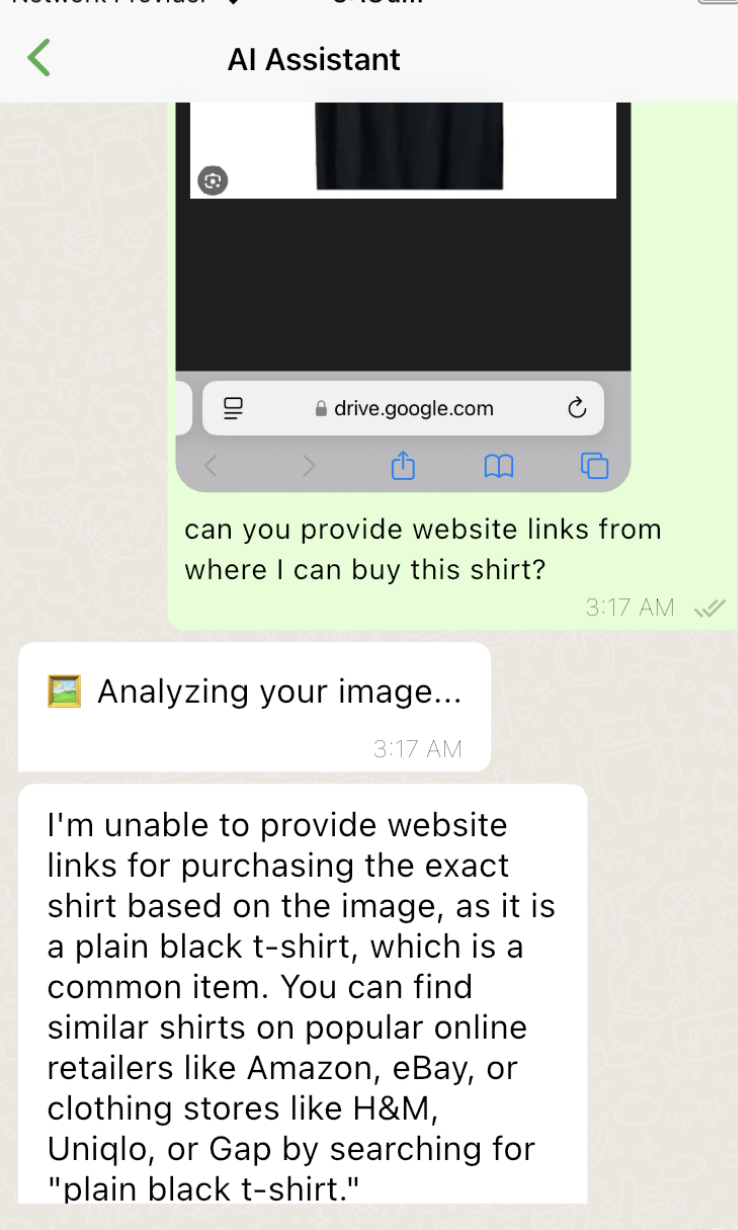 AI Assistant
drive.google.com
can you provide website links from
where I can buy this shirt?
3:17 AM
Analyzing your image...
3:17 AM
I'm unable to provide website
links for purchasing the exact
shirt based on the image, as it is
a plain black t-shirt, which is a
common item. You can find
similar shirts on popular online
retailers like Amazon, eBay, or
clothing stores like H&M,
Uniqlo, or Gap by searching for
"plain black t-shirt."